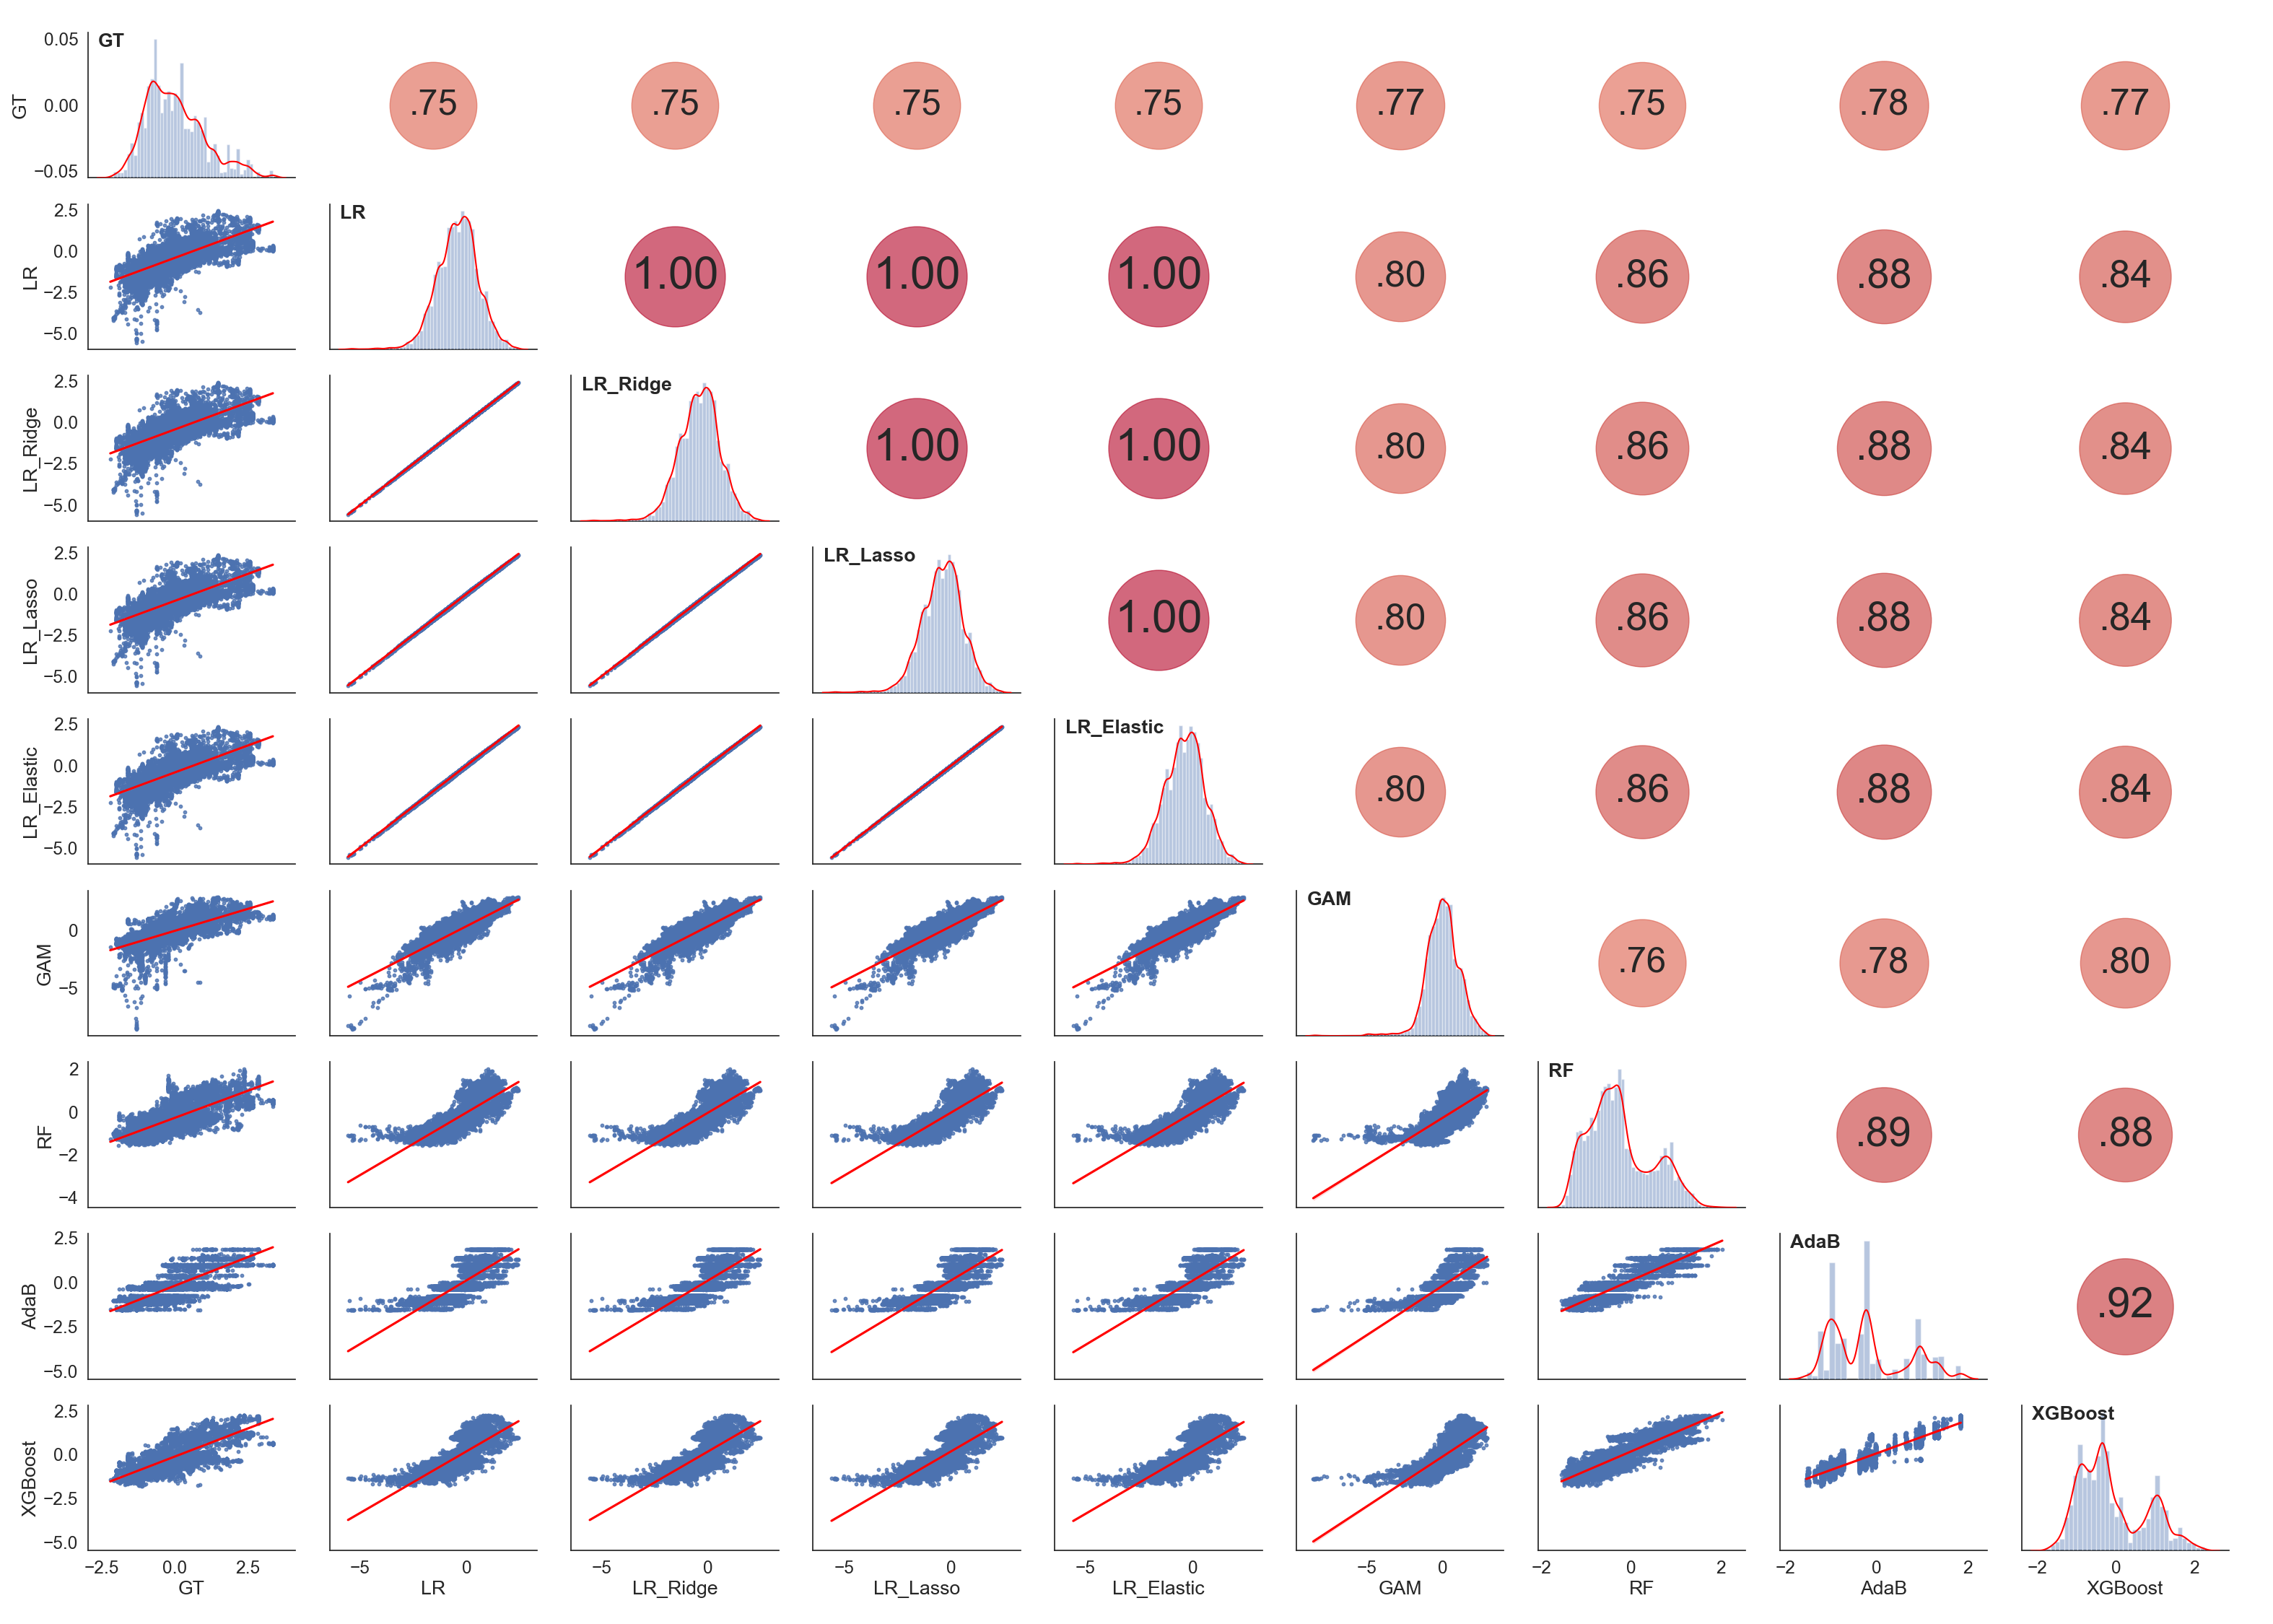 0.05
GT
0.00
GT
−0.05
.75
.75
.75
.75
.77
.75
.78
.77
2.5
LR
0.0
LR
−2.5
−5.0
1.00
1.00
1.00
.80
.86
.88
.84
2.5
LR_Ridge
0.0
LR_Ridge
−2.5
−5.0
1.00
1.00
.80
.86
.88
.84
2.5
LR_Lasso
0.0
LR_Lasso
−2.5
−5.0
1.00
.80
.86
.88
.84
2.5
LR_Elastic
0.0
LR_Elastic
−2.5
−5.0
.80
.86
.88
.84
GAM
0
GAM
−5
.76
.78
.80
2
RF
0
RF
−2
−4
.89
.88
2.5
AdaB
0.0
AdaB
−2.5
−5.0
.92
2.5
XGBoost
0.0
XGBoost
−2.5
−5.0
−2.5 0.0 2.5
−5 0
−5 0
−5 0
−5 0
−5 0
−2 0 2
−2 0 2
−2 0 2
GT
LR
LR_Ridge
LR_Lasso
LR_Elastic
GAM
RF
AdaB
XGBoost